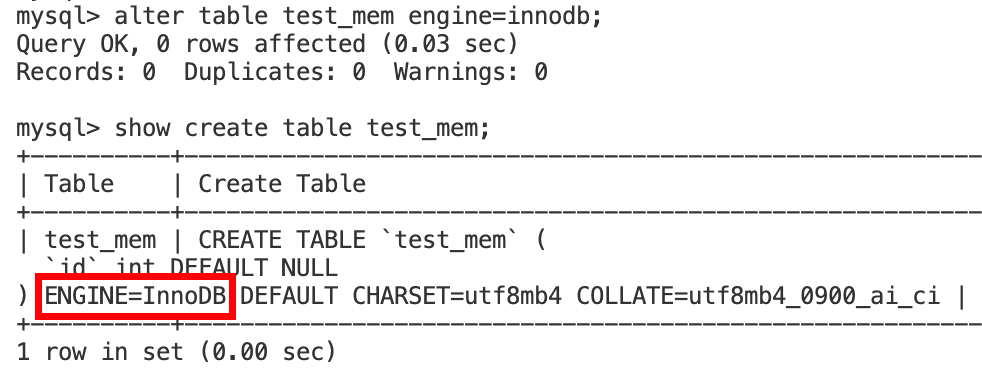 mysql> alter table test_mem engine=innodb;
Query OK, 0 rows affected (0.03 sec)
Records: 0  Duplicates: 0  Warnings: 0
mysql> show create table test_mem;
+----------+---------------------------------------------------------
| Table    | Create Table
+----------+---------------------------------------------------------
| test_mem | CREATE TABLE `test_mem` (
  `id` int DEFAULT NULL
) ENGINE=InnoDB DEFAULT CHARSET=utf8mb4 COLLATE=utf8mb4_0900_ai_ci |
+----------+---------------------------------------------------------
1 row in set (0.00 sec)